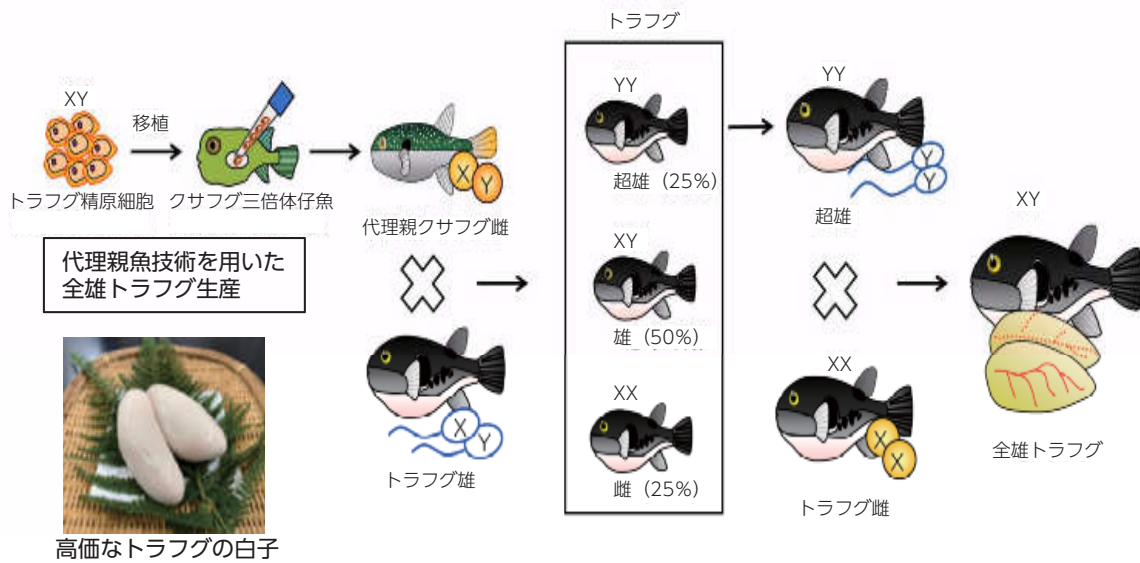 トラフグ
XY
移植
トラフグ精原細胞
クサフグ三倍体仔魚
X
Y
代理親クサフグ雌
代理親魚技術を用いた
全雄トラフグ生産
X
Y
トラフグ雄
高価なトラフグの白子
YY
超雄（25%）
XY
雄（50%）
XX
雌（25%）
YY
Y
Y
超雄
XX
X
X
トラフグ雌
XY
全雄トラフグ